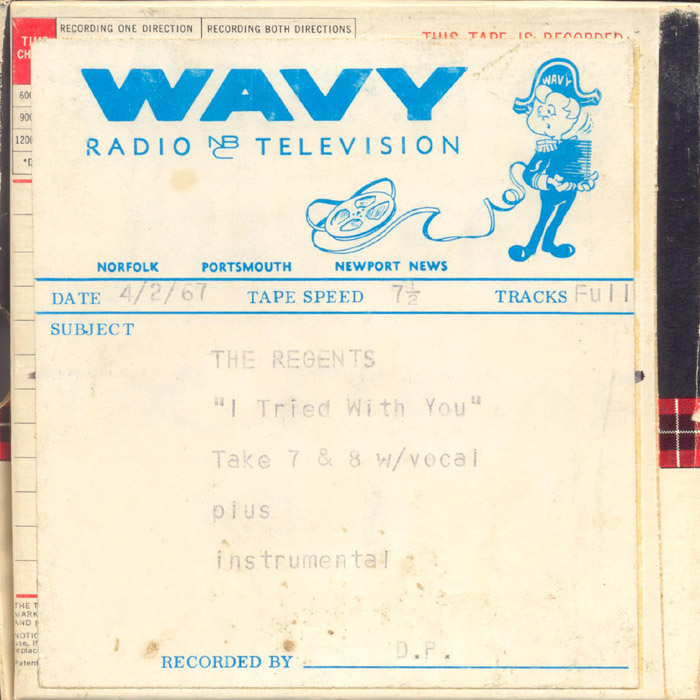 RECORDING ONE DIRECTION RECORDING BOTH DIRECTIONS
THIS TAPE IS RECORDED
WAVY
WAVY
RADIO NBC TELEVISION
NORFOLK PORTSMOUTH NEWPORT NEWS
DATE 4/2/67 TAPE SPEED 7½ TRACKS Full
SUBJECT
THE REGENTS
"I Tried With You"
Take 7 & 8 w/vocal
plus
instrumental
RECORDED BY D.P.